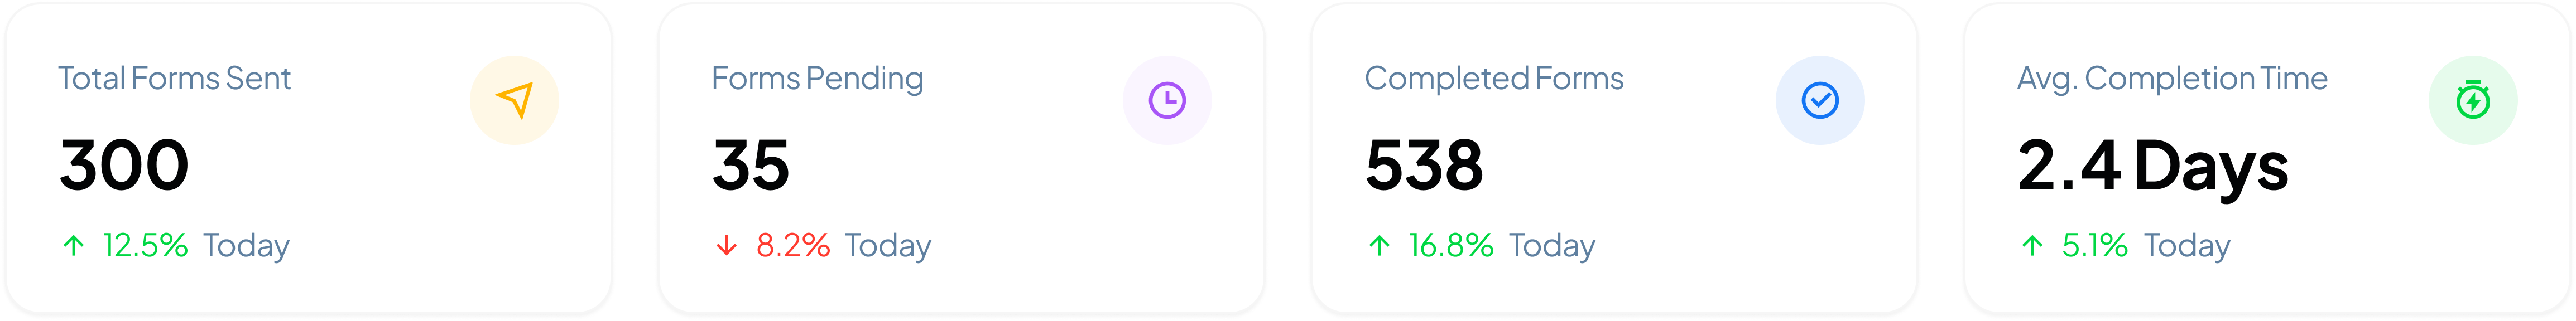 Total Forms Sent
300
↑ 12.5% Today
Forms Pending
35
↓ 8.2% Today
Completed Forms
538
↑ 16.8% Today
Avg. Completion Time
2.4 Days
↑ 5.1% Today